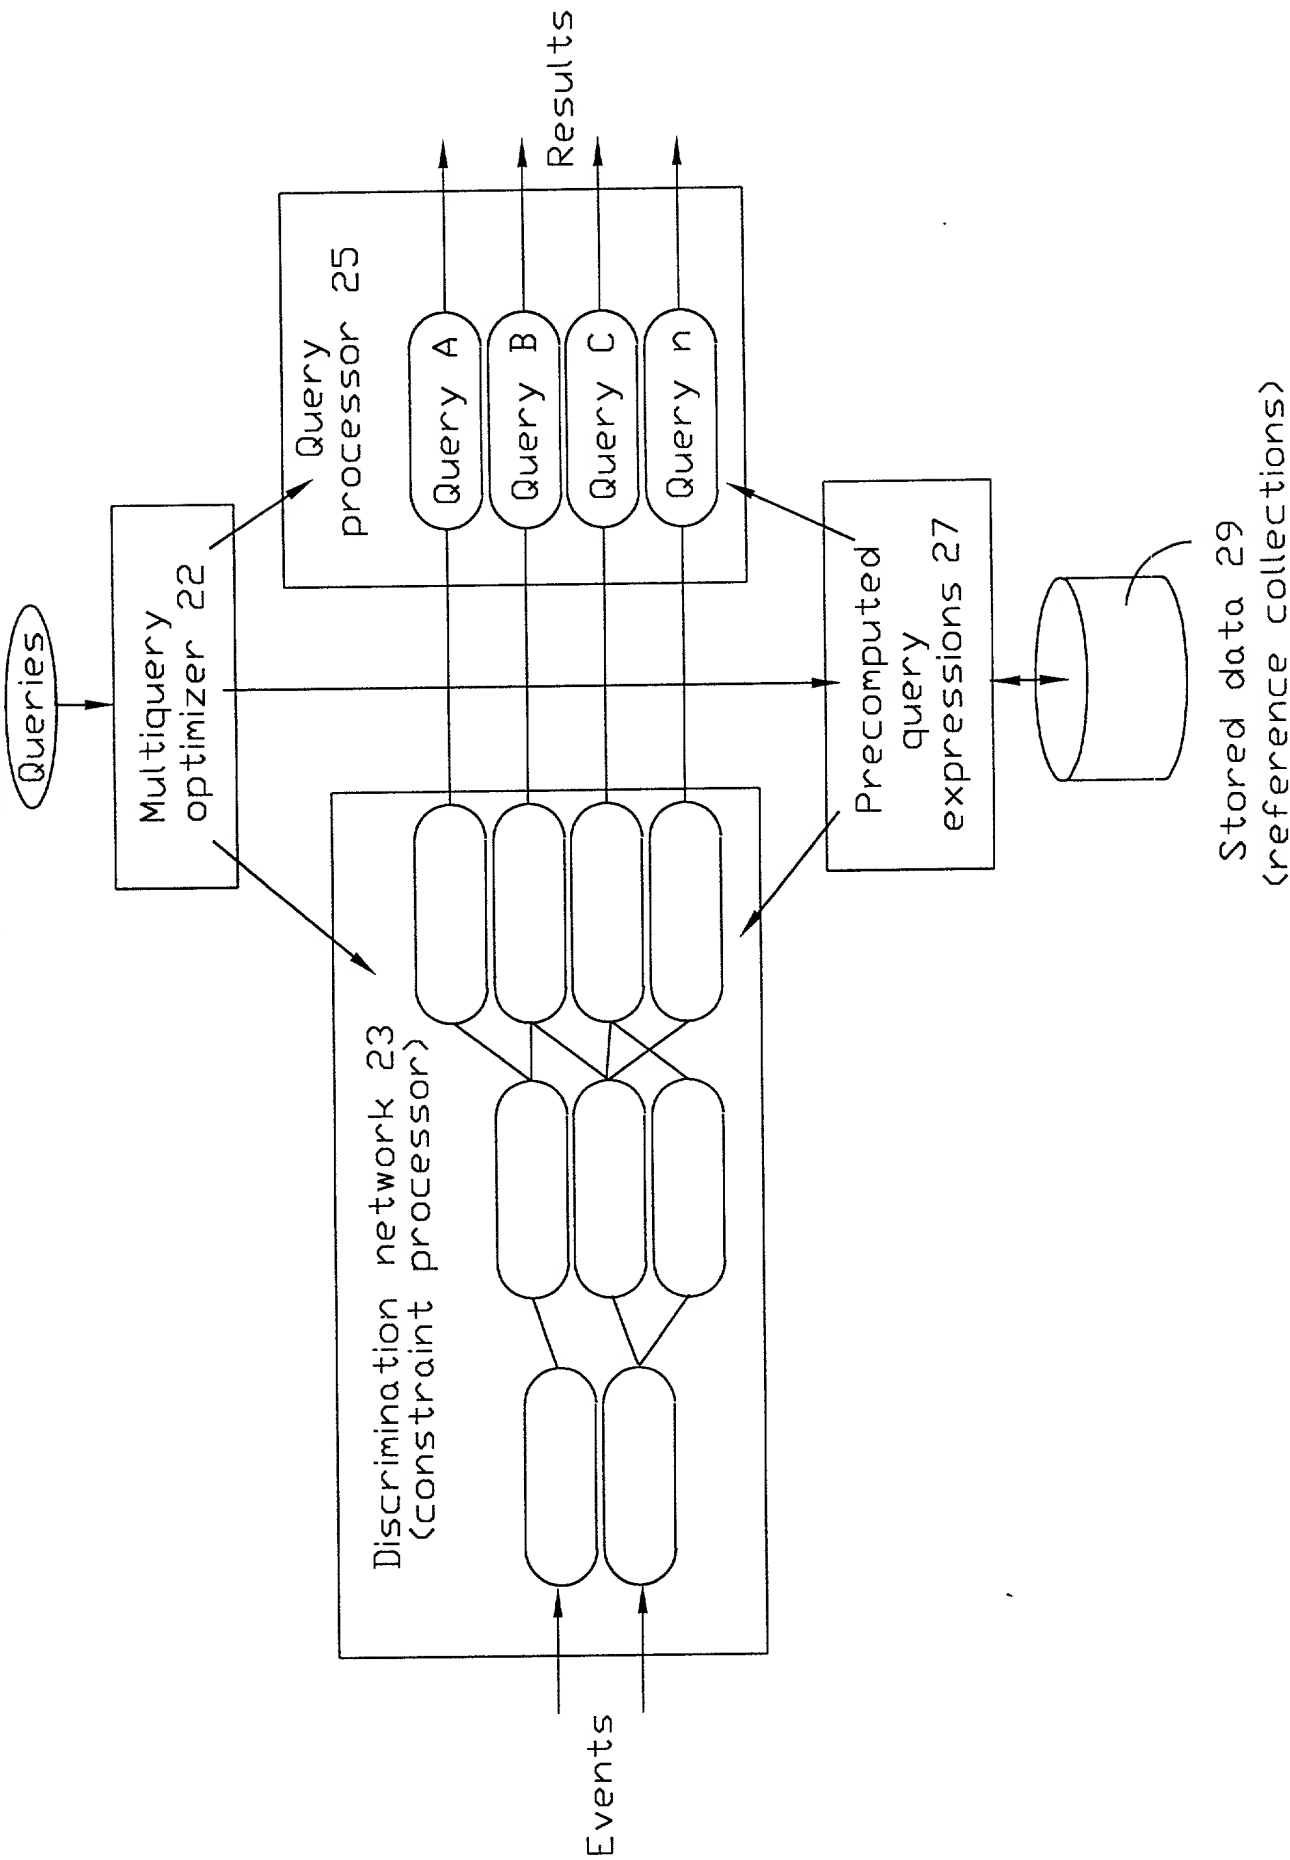 Queries
Multiquery
optimizer 22
Query
processor 25
Discrimination network 23
(constraint processor)
Query A
Query B
Query C
Query n
Events
Results
Precomputed
query
expressions 27
Stored data 29
(reference collections)